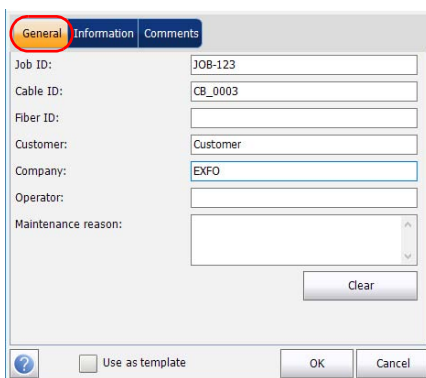 General Information Comments
Job ID: JOB-123
Cable ID: CB_0003
Fiber ID:
Customer: Customer
Company: EXFO
Operator:
Maintenance reason:
Clear
? Use as template OK Cancel